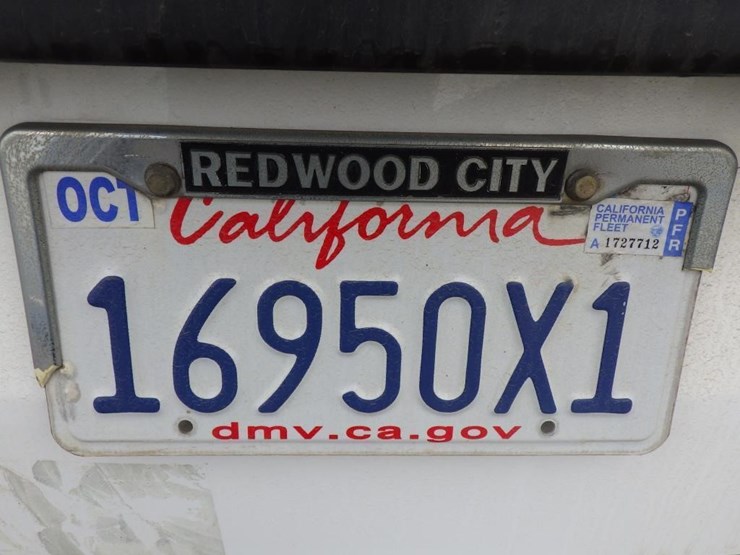 REDWOOD CITY
OCT
California
CALIFORNIA
PERMANENT
FLEET
A 1727712
PFR
16950X1
dmv.ca.gov